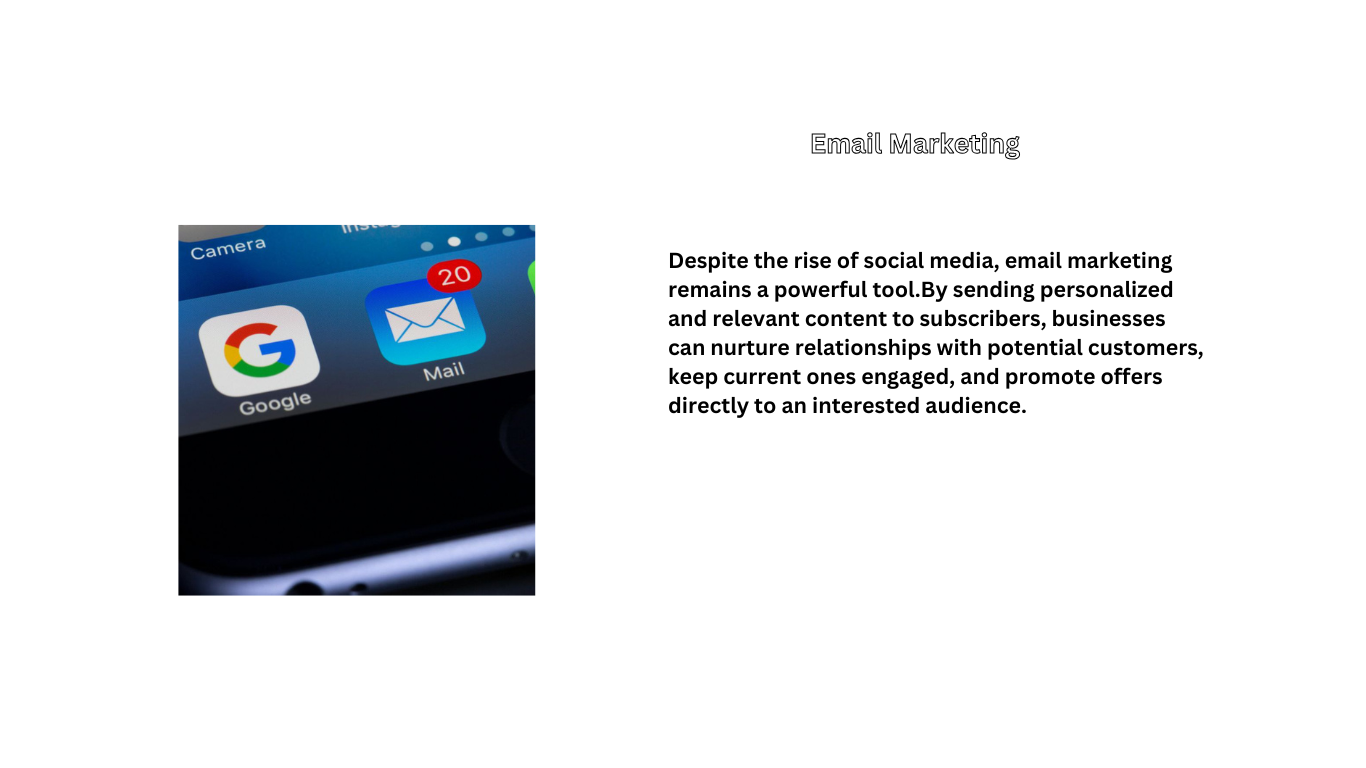 Email Marketing
Camera
20
Google
Mail
Despite the rise of social media, email marketing
remains a powerful tool.By sending personalized
and relevant content to subscribers, businesses
can nurture relationships with potential customers,
keep current ones engaged, and promote offers
directly to an interested audience.